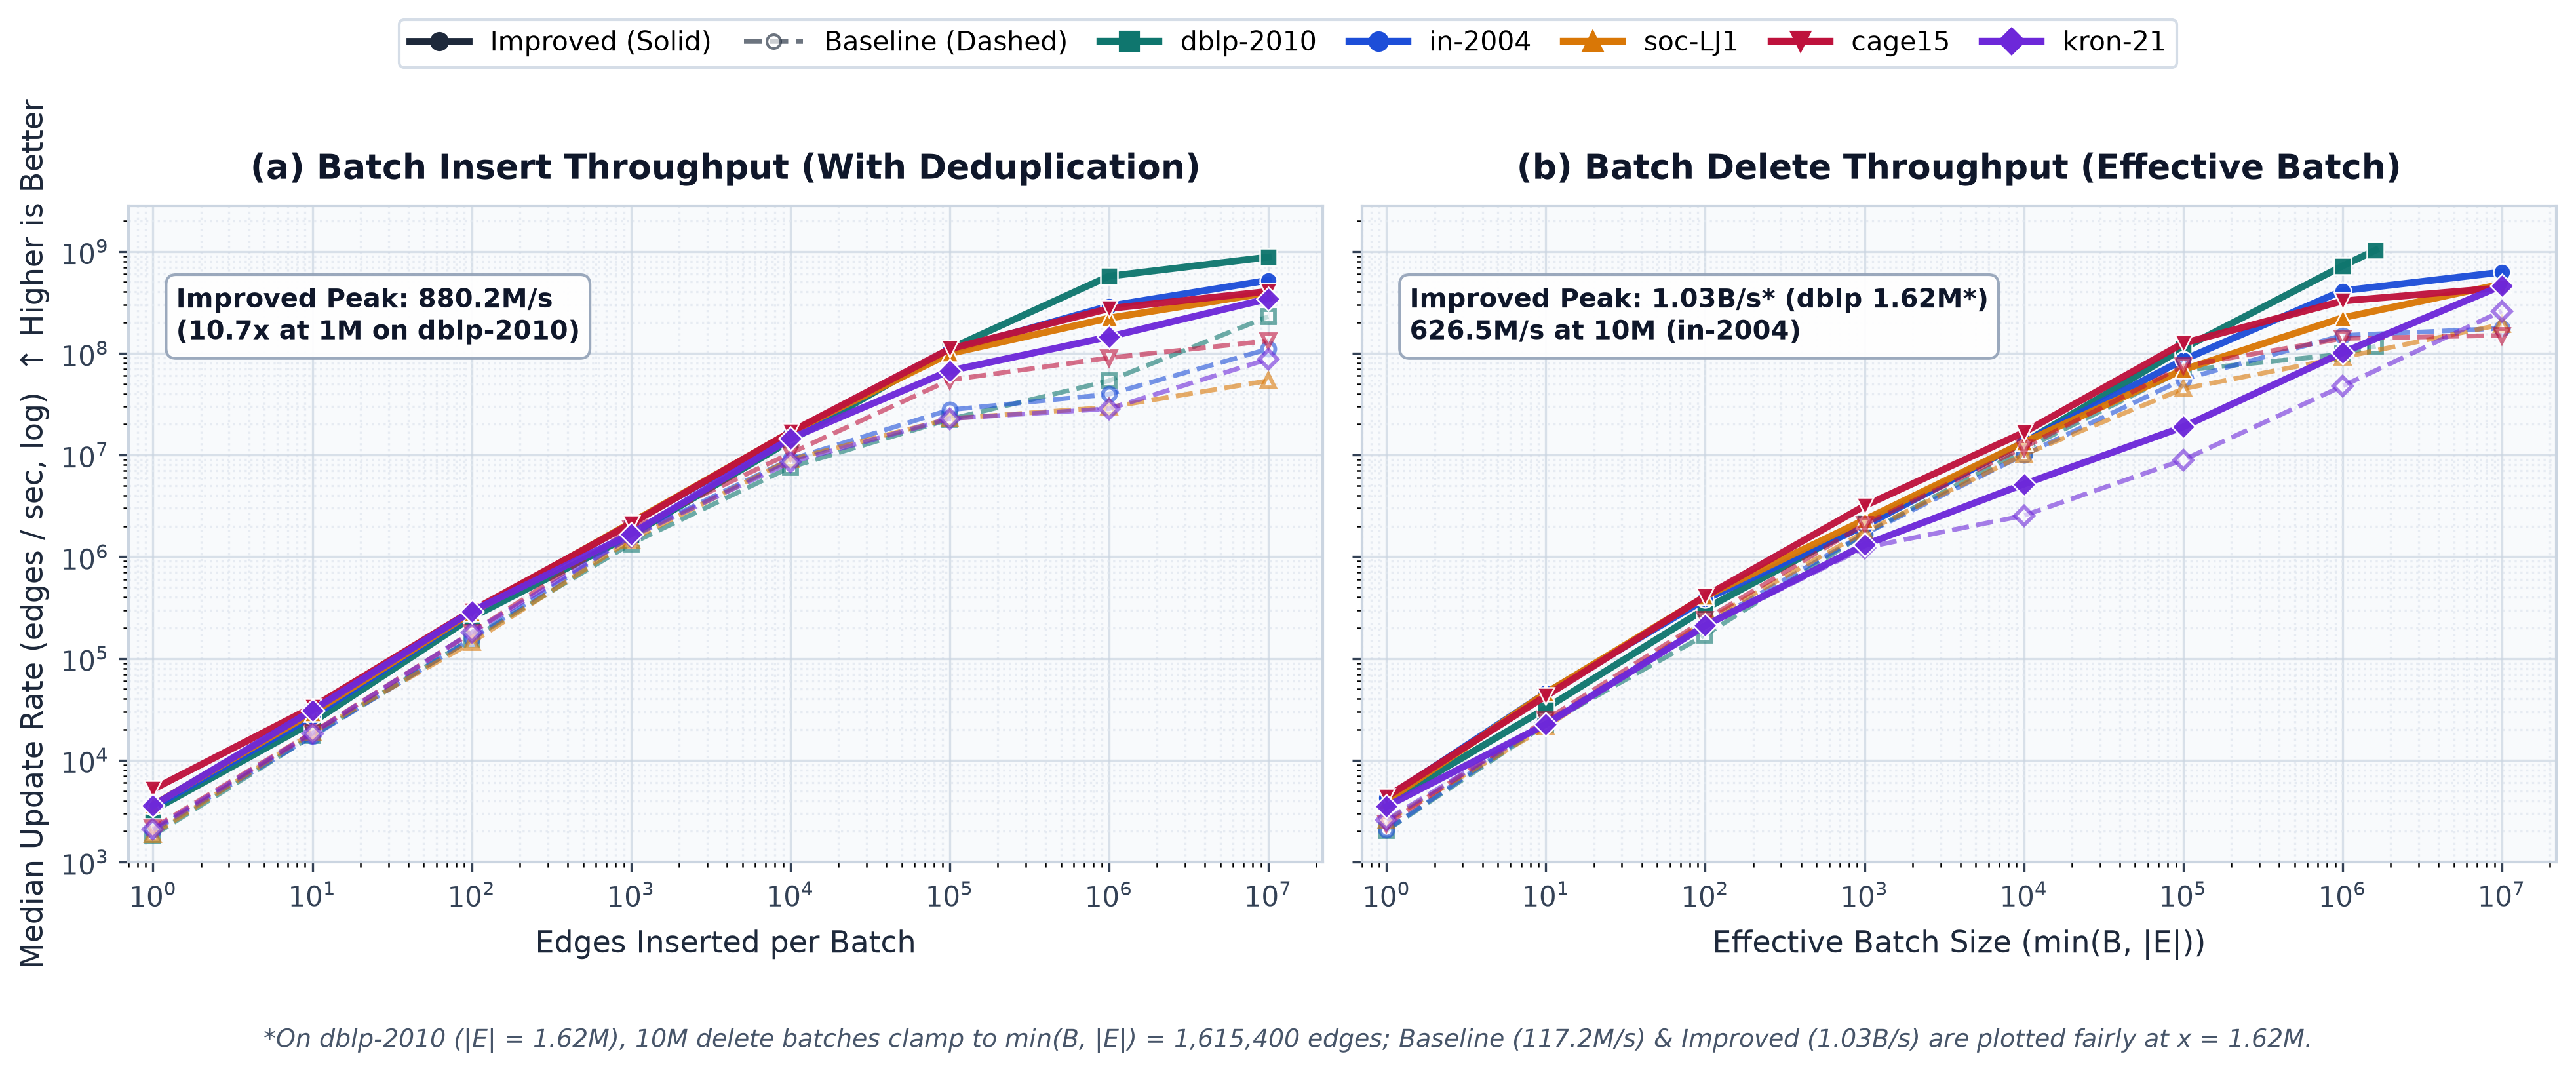 Improved (Solid) Baseline (Dashed) dblp-2010 in-2004 soc-LJ1 cage15 kron-21
Median Update Rate (edges / sec, log) ↑ Higher is Better
(a) Batch Insert Throughput (With Deduplication)
Improved Peak: 880.2M/s
(10.7x at 1M on dblp-2010)
10⁹
10⁸
10⁷
10⁶
10⁵
10⁴
10³
10⁰ 10¹ 10² 10³ 10⁴ 10⁵ 10⁶ 10⁷
Edges Inserted per Batch
(b) Batch Delete Throughput (Effective Batch)
Improved Peak: 1.03B/s* (dblp 1.62M*)
626.5M/s at 10M (in-2004)
10⁰ 10¹ 10² 10³ 10⁴ 10⁵ 10⁶ 10⁷
Effective Batch Size (min(B, |E|))
*On dblp-2010 (|E| = 1.62M), 10M delete batches clamp to min(B, |E|) = 1,615,400 edges; Baseline (117.2M/s) & Improved (1.03B/s) are plotted fairly at x = 1.62M.